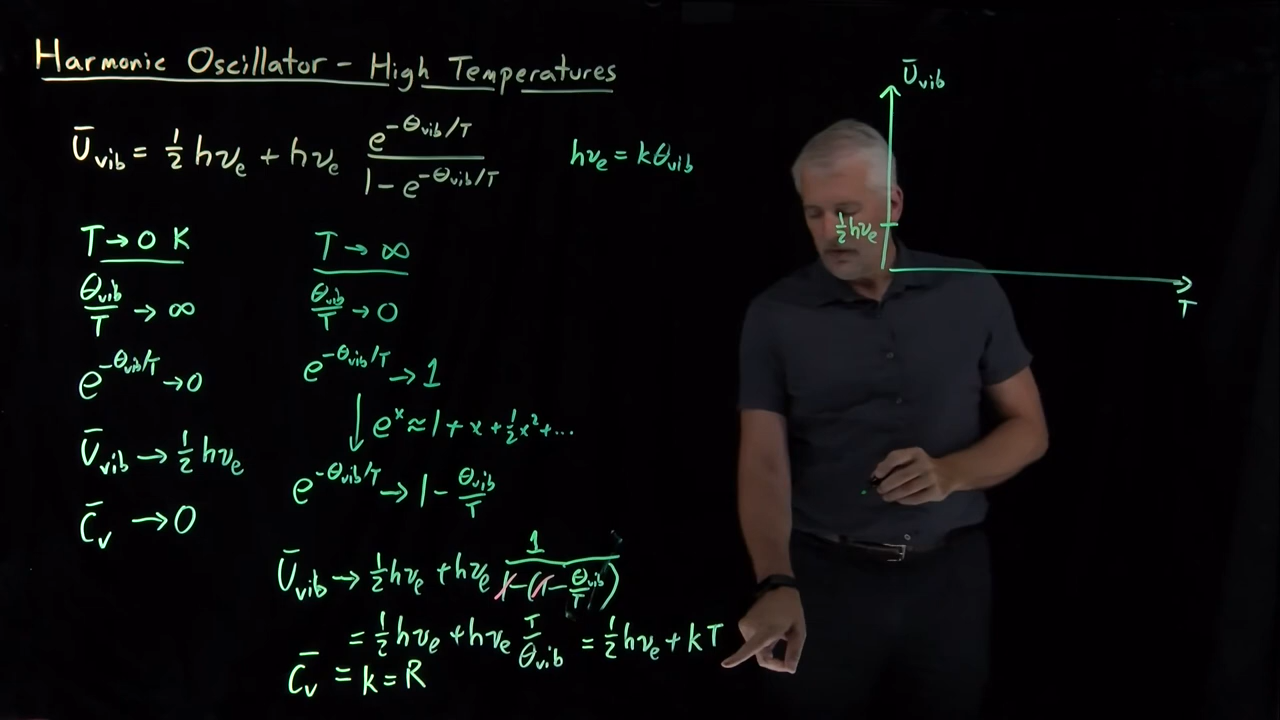 Harmonic Oscillator - High Temperatures
Ū_vib = 1/2 hν_e + hν_e e^(-Θ_vib/T) / (1 - e^(-Θ_vib/T))
hν_e = kΘ_vib
T → 0 K
Θ_vib/T → ∞
e^(-Θ_vib/T) → 0
Ū_vib → 1/2 hν_e
C̄_v → 0
T → ∞
Θ_vib/T → 0
e^(-Θ_vib/T) → 1
↓ e^x ≈ 1 + x + 1/2 x² + ...
e^(-Θ_vib/T) → 1 - Θ_vib/T
Ū_vib → 1/2 hν_e + hν_e 1/(1 - (1 - Θ_vib/T))
= 1/2 hν_e + hν_e T/Θ_vib = 1/2 hν_e + kT
C̄_v = k = R
Ū_vib
1/2 hν_e
T